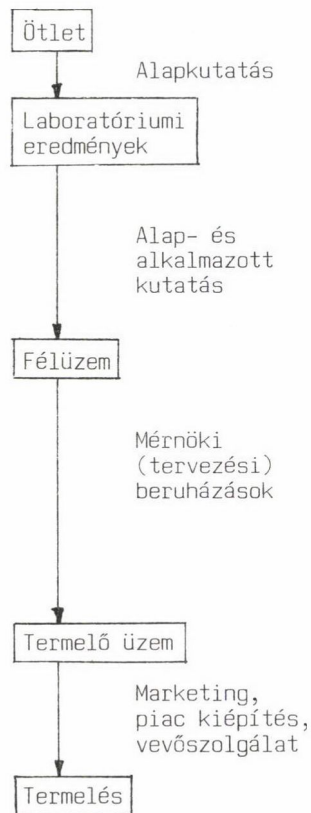 Ötlet
Alapkutatás
Laboratóriumi
eredmények
Alap- és
alkalmazott
kutatás
Félüzem
Mérnöki
(tervezési)
beruházások
Termelő üzem
Marketing,
piac kiépítés,
vevőszolgálat
Termelés